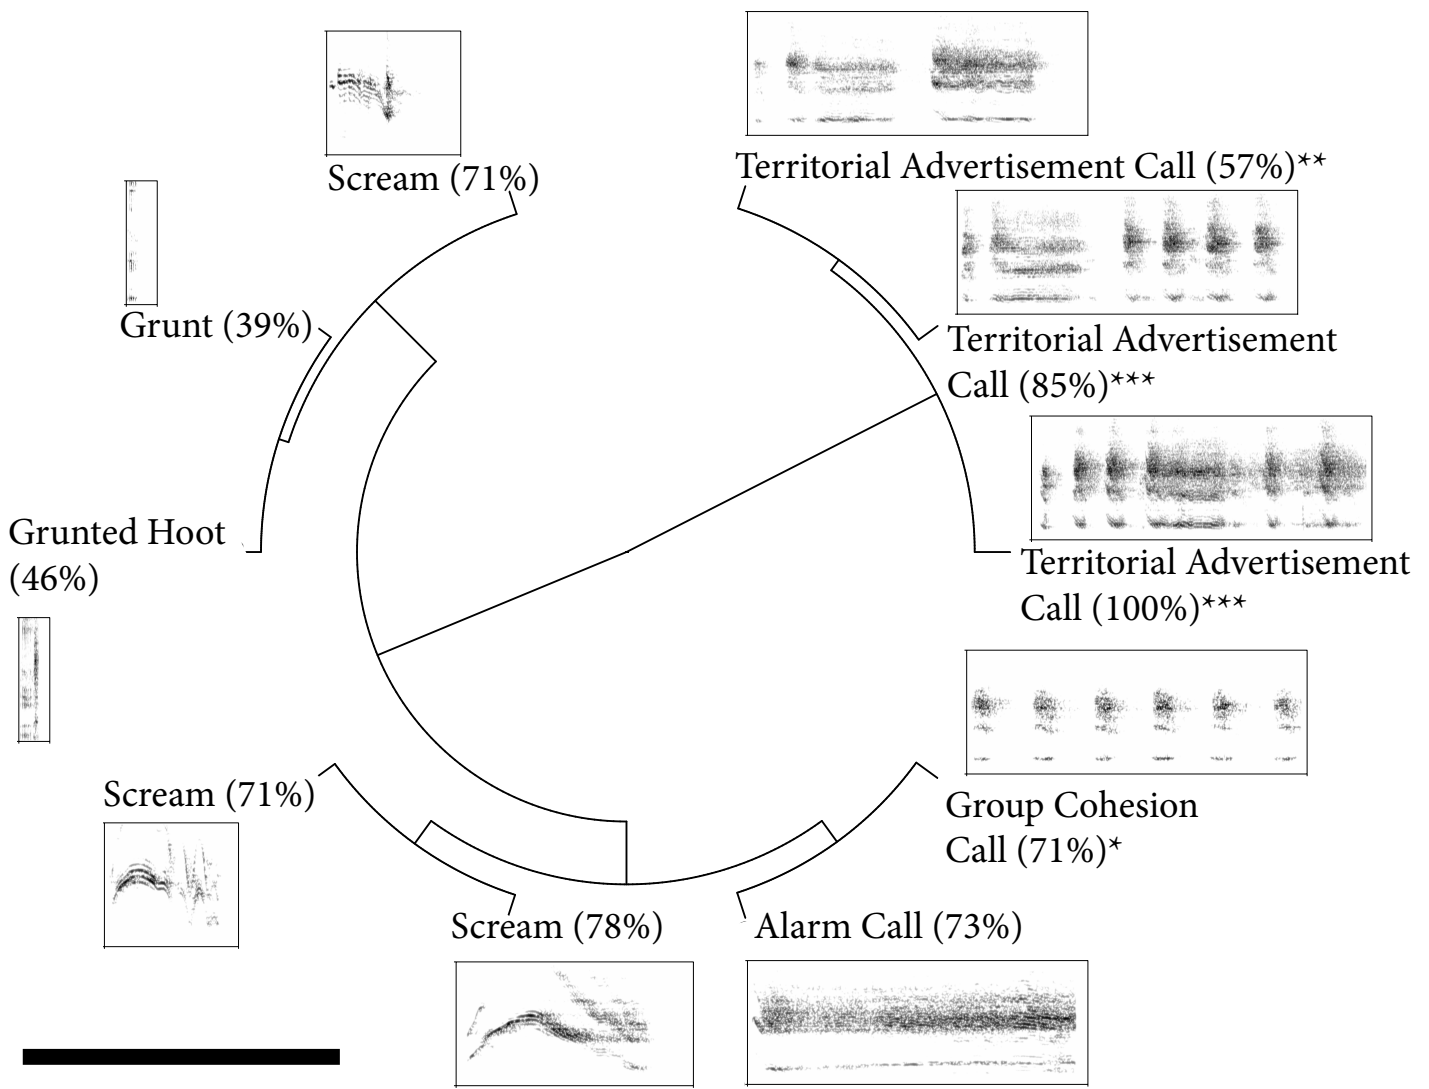 Territorial Advertisement Call (57%)**
Scream (71%)
Grunt (39%)
Territorial Advertisement
Call (85%)***
Grunted Hoot
(46%)
Territorial Advertisement
Call (100%)***
Scream (71%)
Group Cohesion
Call (71%)*
Scream (78%)
Alarm Call (73%)